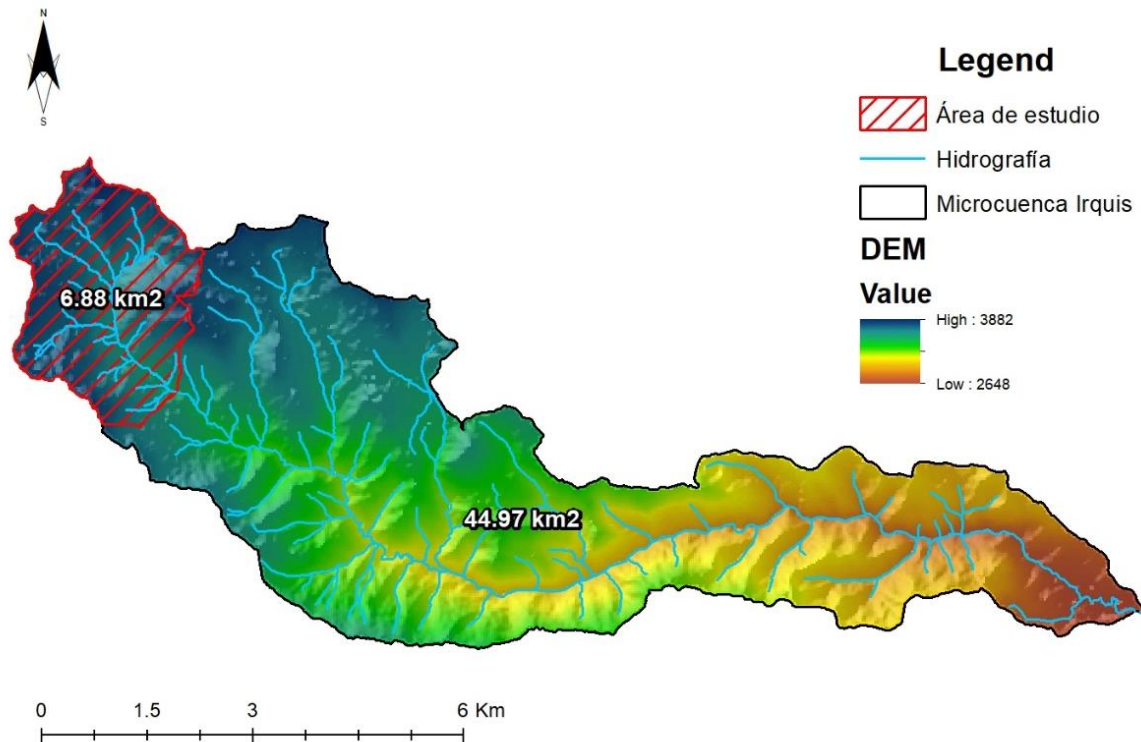 N
S
Legend
Área de estudio
Hidrografía
Microcuenca Irquis
DEM
Value
High : 3882
Low : 2648
6.88 km2
44.97 km2
0 1.5 3 6 Km